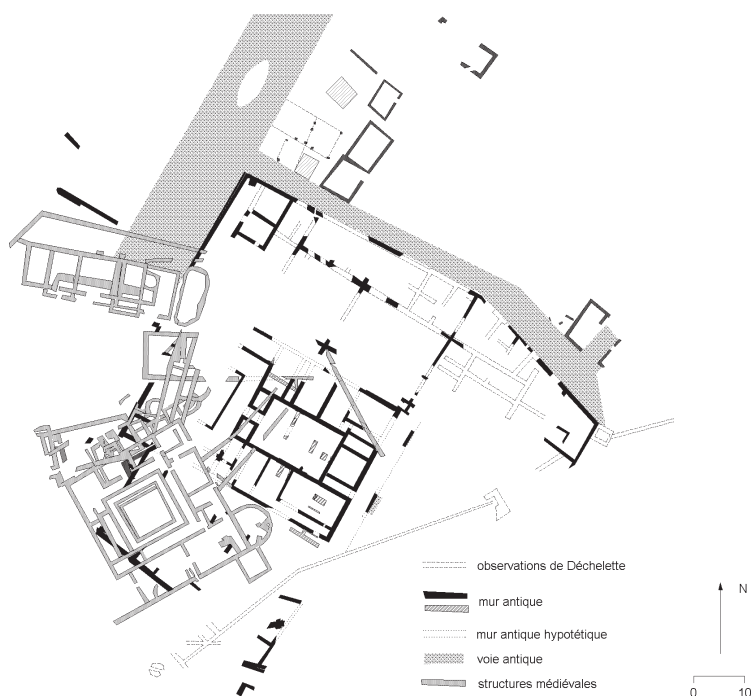 observations de Déchelette
mur antique
N
mur antique hypotétique
voie antique
structures médiévales
0 10